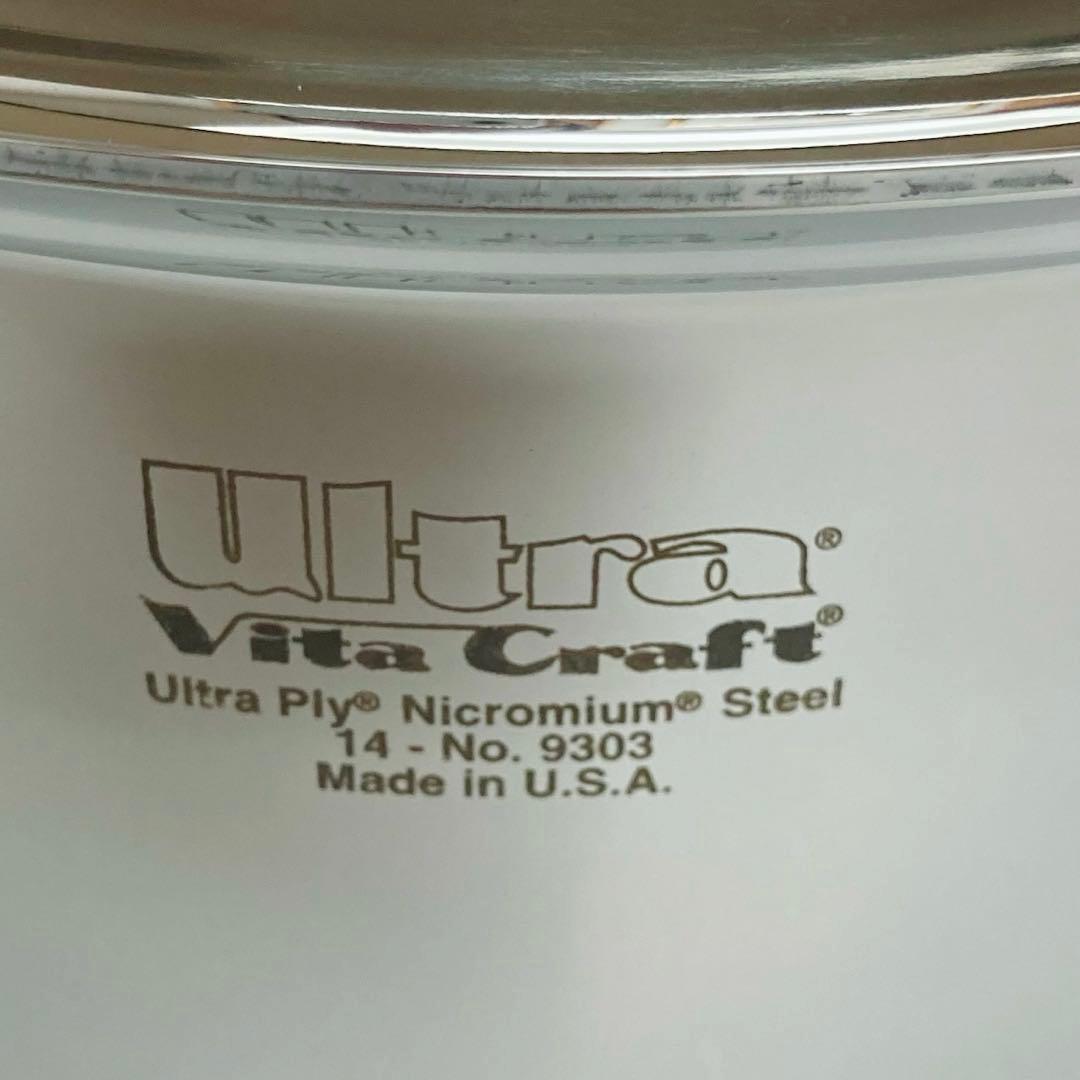 Ultra®
Vita Craft®
Ultra Ply® Nicromium® Steel
14 - No. 9303
Made in U.S.A.